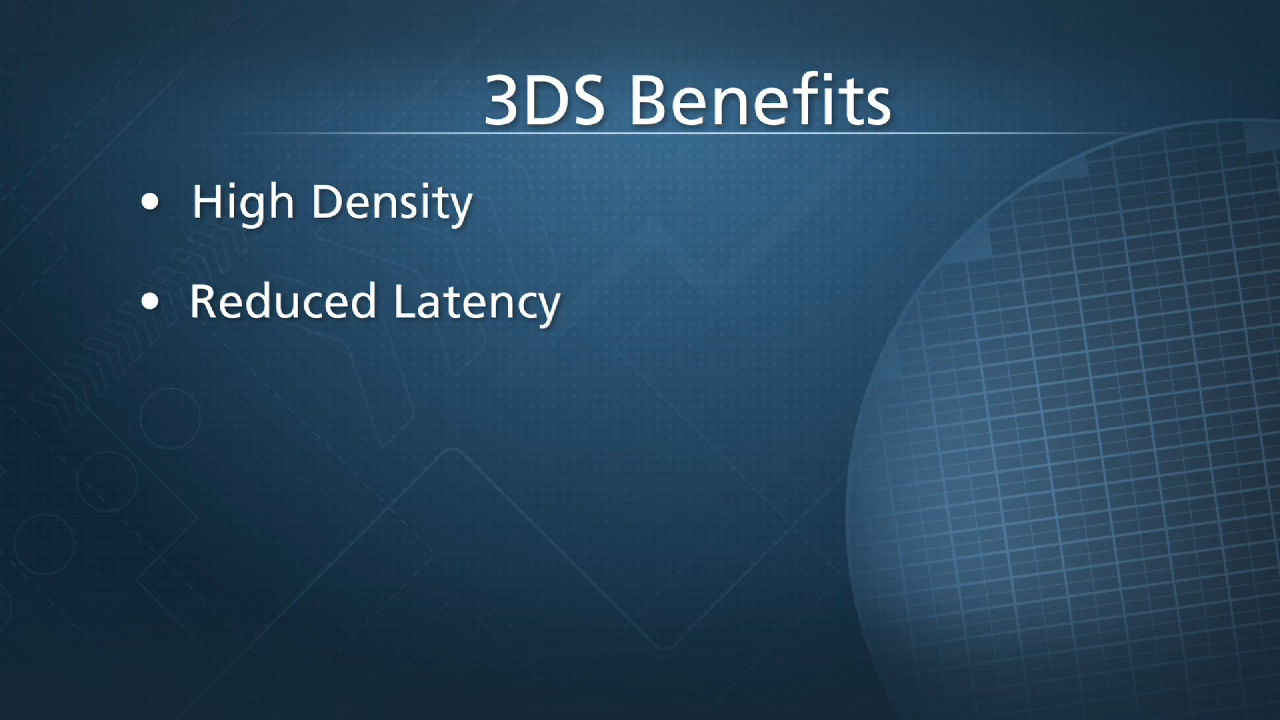 3DS Benefits
• High Density
• Reduced Latency